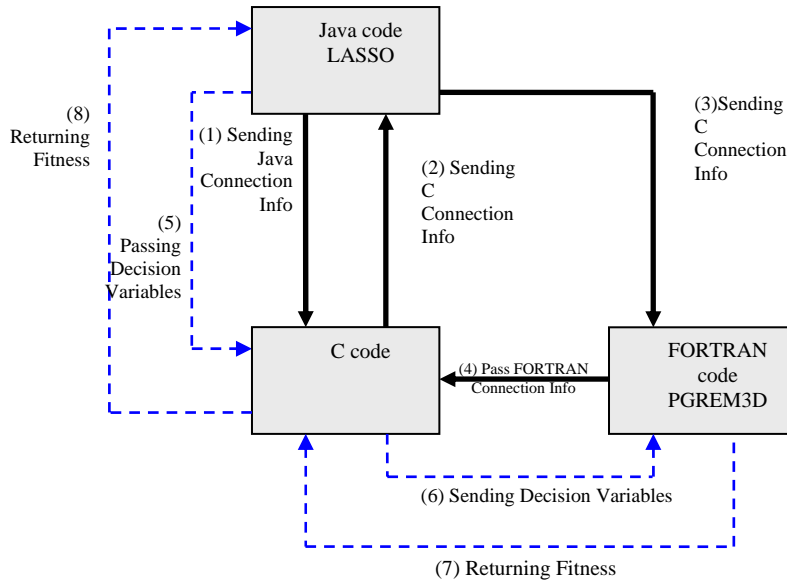 Java code
LASSO
(8)
Returning
Fitness
(1) Sending
Java
Connection
Info
(2) Sending
C
Connection
Info
(3)Sending
C
Connection
Info
(5)
Passing
Decision
Variables
C code
(4) Pass FORTRAN
Connection Info
FORTRAN
code
PGREM3D
(6) Sending Decision Variables
(7) Returning Fitness